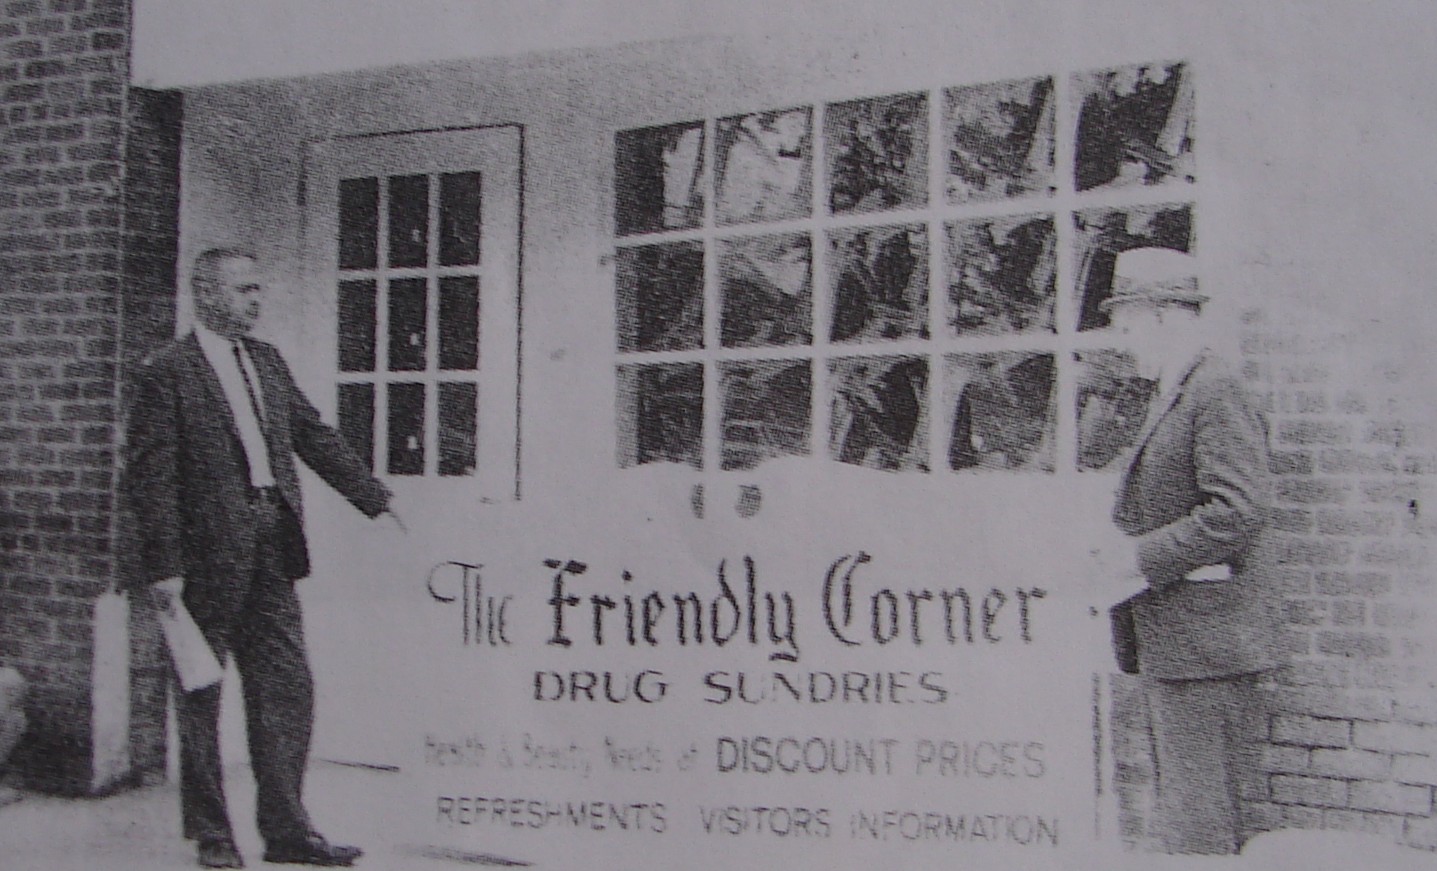 The Friendly Corner
DRUG SUNDRIES
Health & Beauty Needs at DISCOUNT PRICES
REFRESHMENTS VISITORS INFORMATION